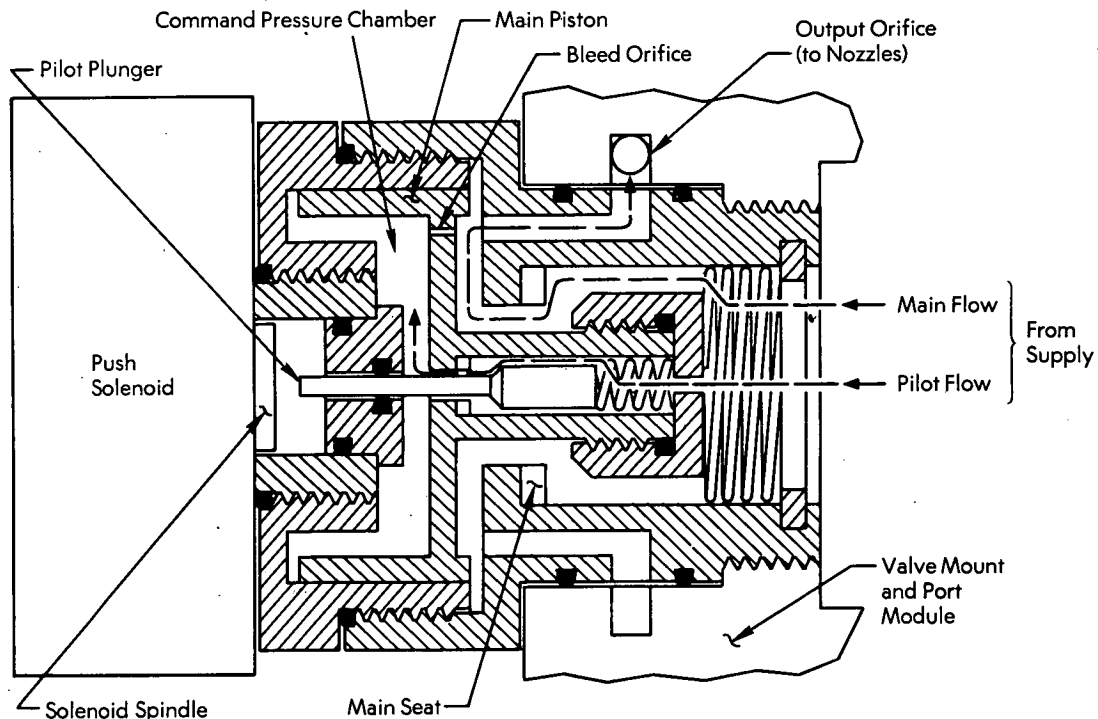 Command Pressure Chamber
Main Piston
Output Orifice
(to Nozzles)
Pilot Plunger
Bleed Orifice
Main Flow
From
Supply
Push
Solenoid
Pilot Flow
Valve Mount
and Port
Module
Solenoid Spindle
Main Seat